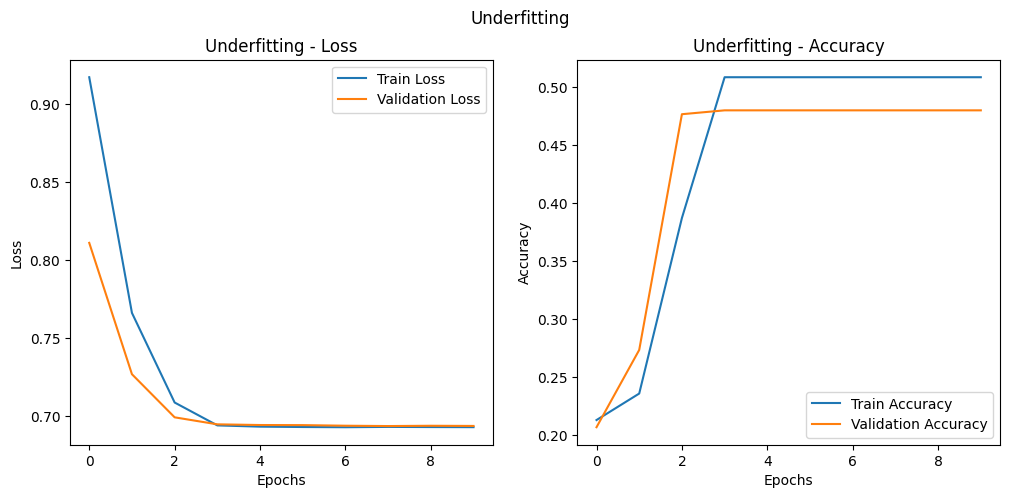 Underfitting
Underfitting - Loss
Train Loss
Validation Loss
0.90
0.85
0.80
0.75
0.70
Loss
0 2 4 6 8
Epochs
Underfitting - Accuracy
0.50
0.45
0.40
0.35
0.30
0.25
0.20
Accuracy
Train Accuracy
Validation Accuracy
0 2 4 6 8
Epochs